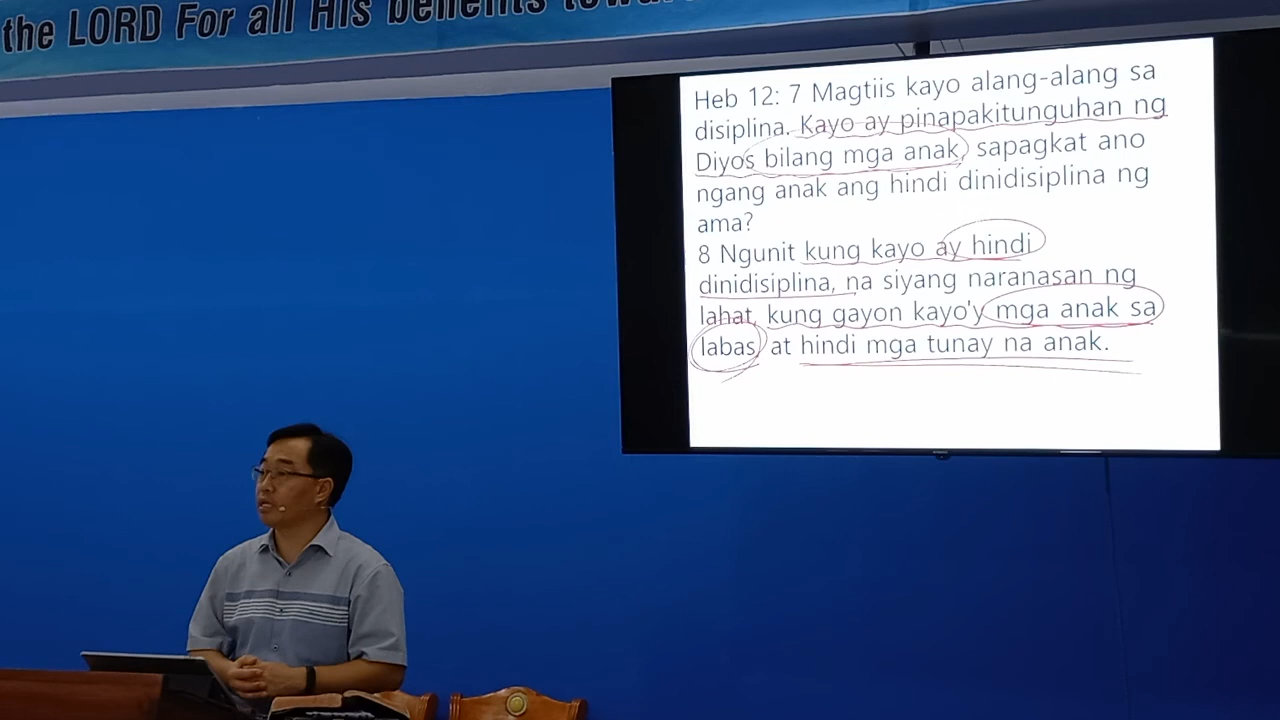 the LORD For all His benefits
Heb 12: 7 Magtiis kayo alang-alang sa
disiplina. Kayo ay pinapakitunguhan ng
Diyos bilang mga anak, sapagkat ano
ngang anak ang hindi dinidisiplina ng
ama?
8 Ngunit kung kayo ay hindi
dinidisiplina, na siyang naranasan ng
lahat, kung gayon kayo'y mga anak sa
labas, at hindi mga tunay na anak.